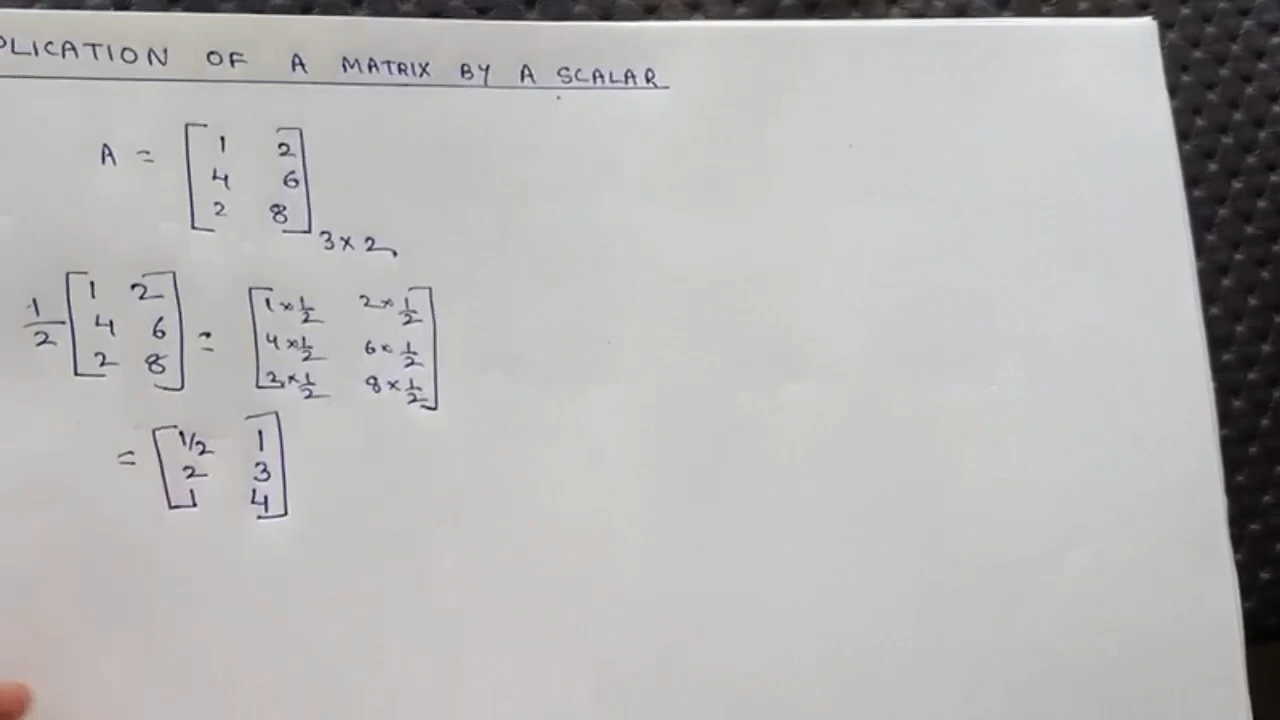 PLICATION OF A MATRIX BY A SCALAR
A = [ 1 2
4 6
2 8 ] 3×2
1/2 [ 1 2
4 6
2 8 ] = [ 1×1/2 2×1/2
4×1/2 6×1/2
2×1/2 8×1/2 ]
= [ 1/2 1
2 3
1 4 ]